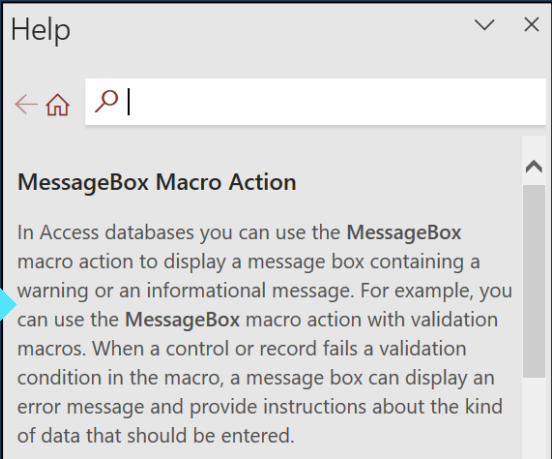 Help
MessageBox Macro Action
In Access databases you can use the MessageBox
macro action to display a message box containing a
warning or an informational message. For example, you
can use the MessageBox macro action with validation
macros. When a control or record fails a validation
condition in the macro, a message box can display an
error message and provide instructions about the kind
of data that should be entered.